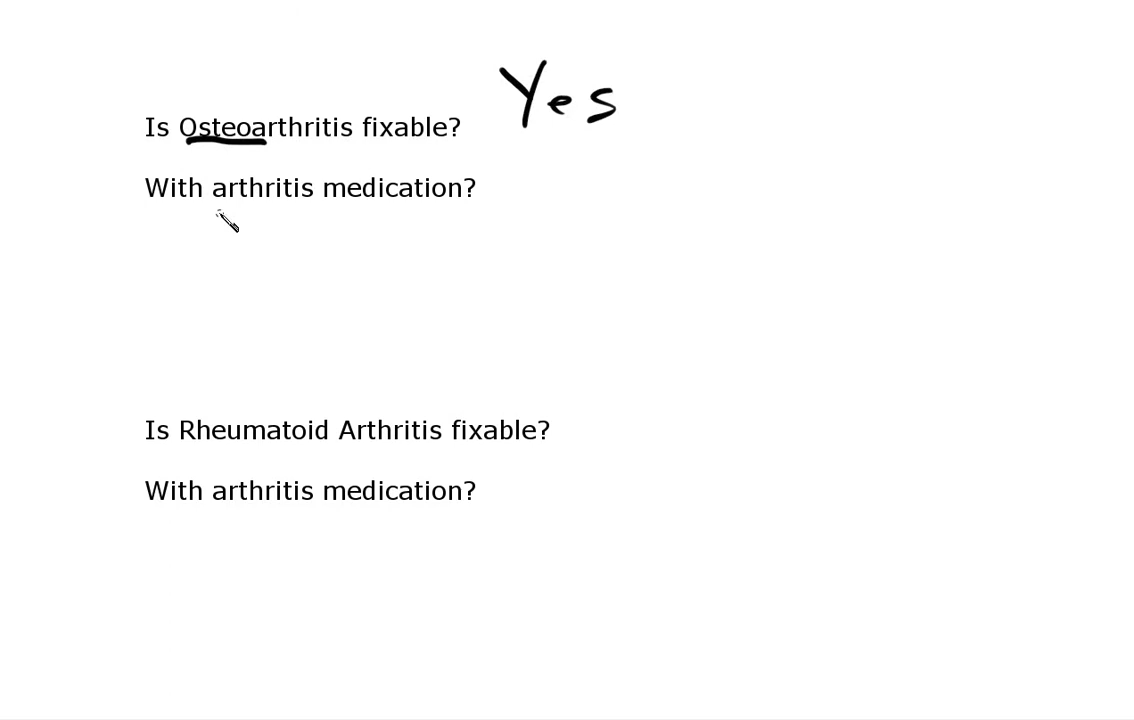 Yes
Is Osteoarthritis fixable?
With arthritis medication?
Is Rheumatoid Arthritis fixable?
With arthritis medication?